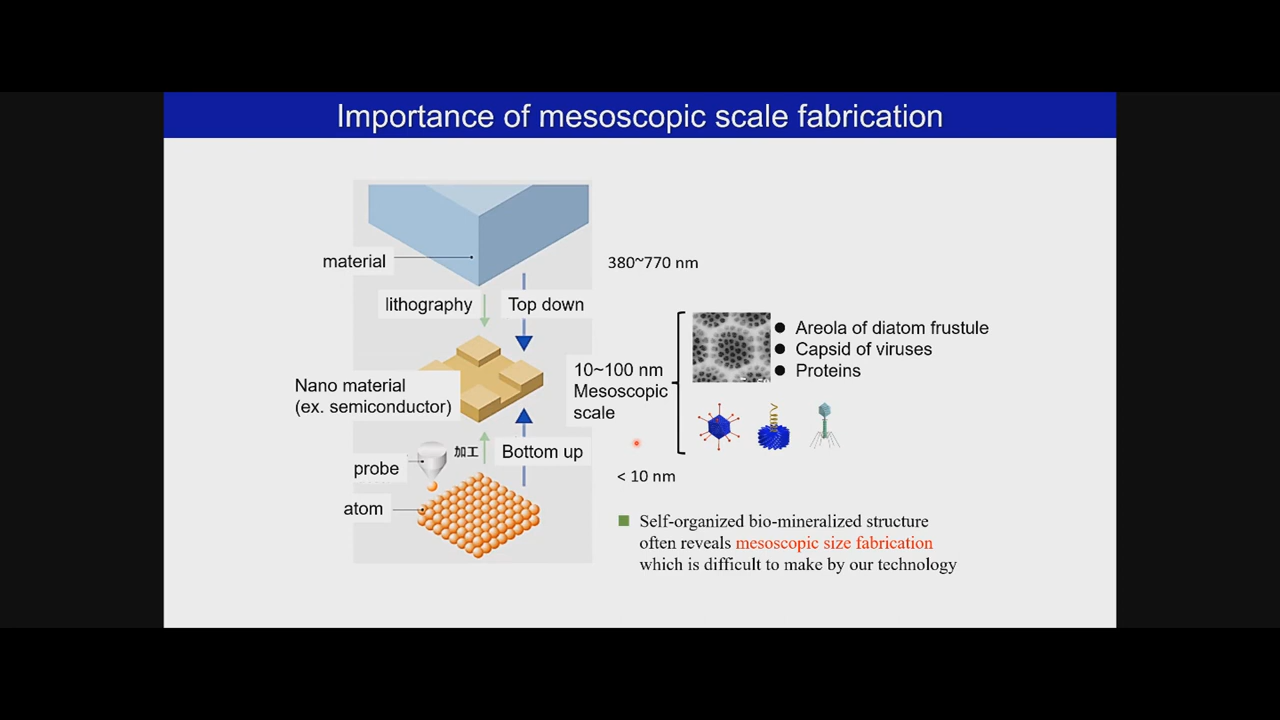 Importance of mesoscopic scale fabrication
material
380~770 nm
lithography
Top down
Nano material
(ex. semiconductor)
10~100 nm
Mesoscopic
scale
● Areola of diatom frustule
● Capsid of viruses
● Proteins
probe
加工
Bottom up
< 10 nm
atom
Self-organized bio-mineralized structure
often reveals mesoscopic size fabrication
which is difficult to make by our technology